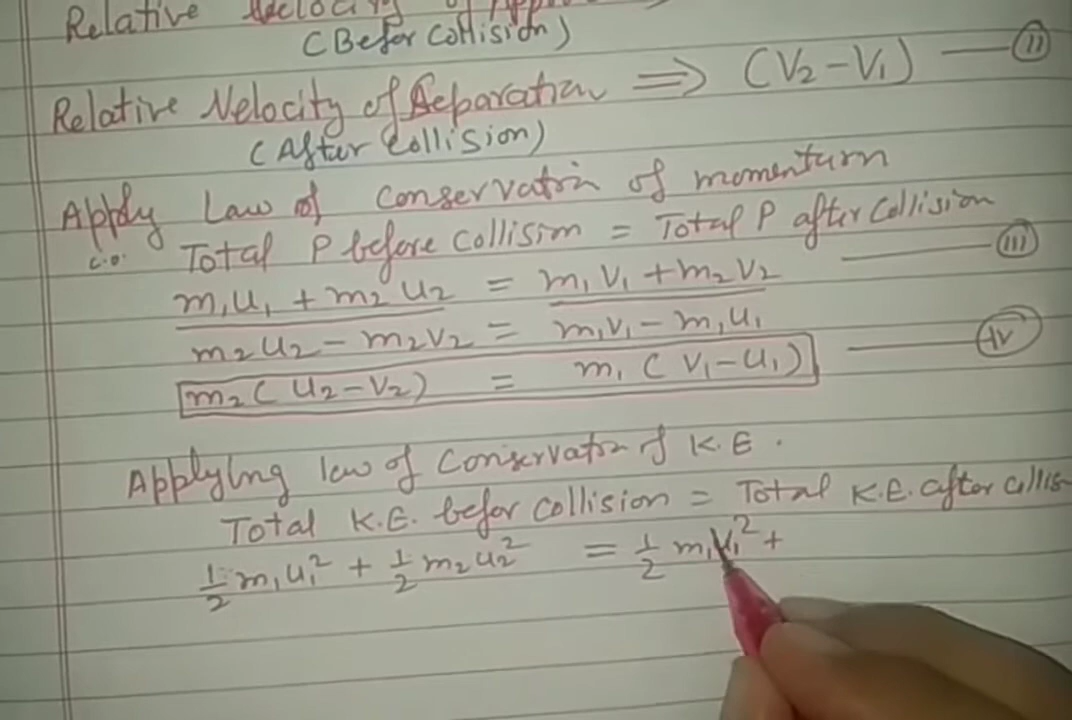 Relative Velocity of
(Befor Collision)
Relative Velocity of Separation ⇒ (V₂-V₁) — (II)
(After Collision)
Apply Law of Conservation of momentum
c.o. Total P before Collision = Total P after Collision
m₁u₁ + m₂u₂ = m₁v₁ + m₂v₂ — (III)
m₂u₂ - m₂v₂ = m₁v₁ - m₁u₁
m₂(u₂-v₂) = m₁(v₁-u₁) — (IV)
Applying law of Conservation of K.E.
Total K.E. befor Collision = Total K.E. after Collis
½m₁u₁² + ½m₂u₂² = ½m₁v₁² +